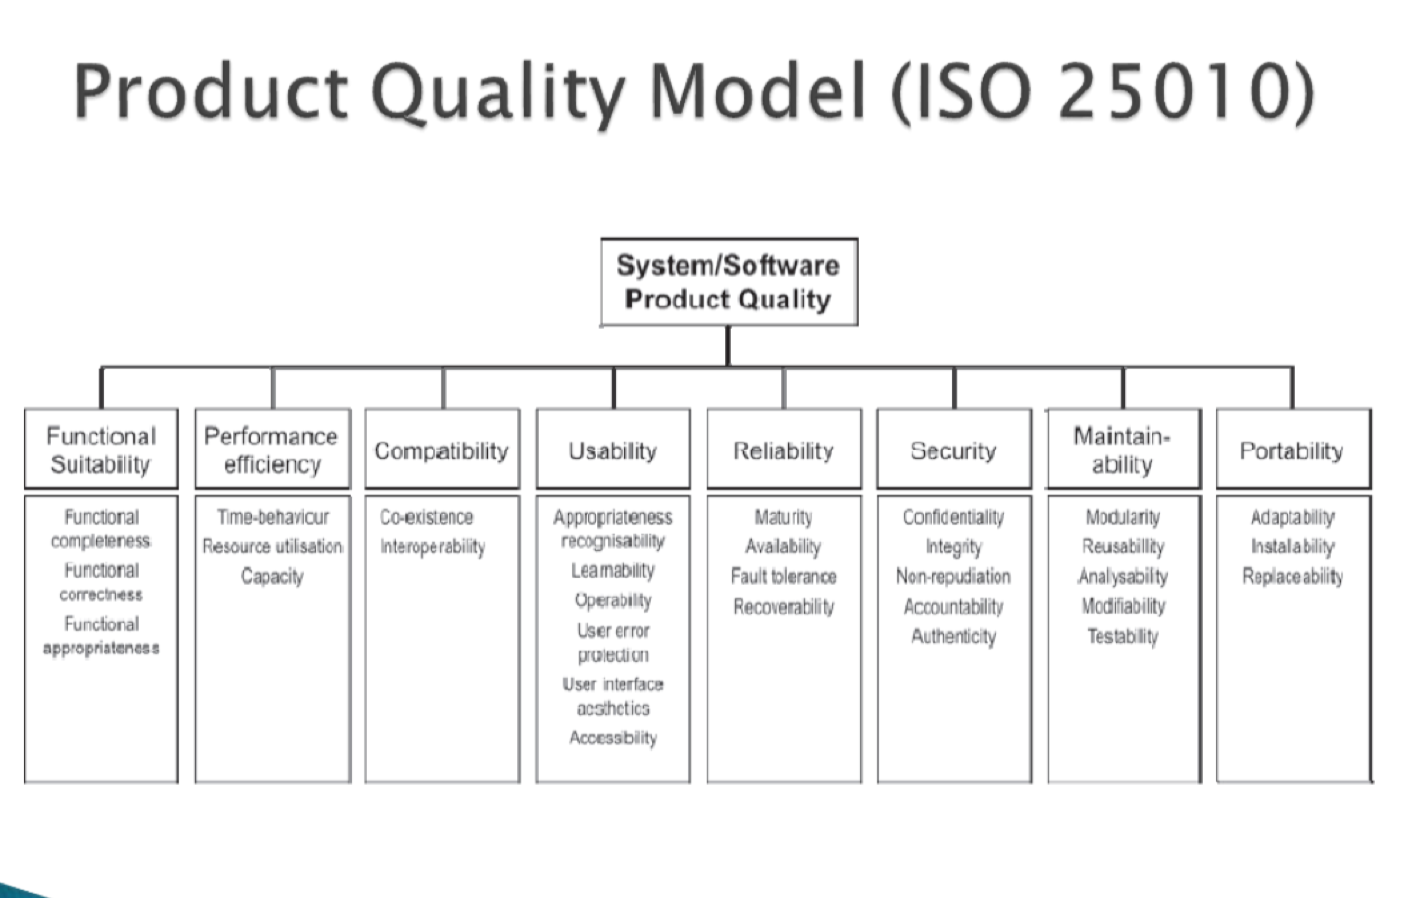 Product Quality Model (ISO 25010)
System/Software
Product Quality
Functional
Suitability
Functional
completeness
Functional
correctness
Functional
appropriateness
Performance
efficiency
Time-behaviour
Resource utilisation
Capacity
Compatibility
Co-existence
Interoperability
Usability
Appropriateness
recognisability
Learnability
Operability
User error
protection
User interface
aesthetics
Accessibility
Reliability
Maturity
Availability
Fault tolerance
Recoverability
Security
Confidentiality
Integrity
Non-repudiation
Accountability
Authenticity
Maintain-
ability
Modularity
Reusabillity
Analysability
Modifiability
Testability
Portability
Adaptability
Instalability
Replaceability